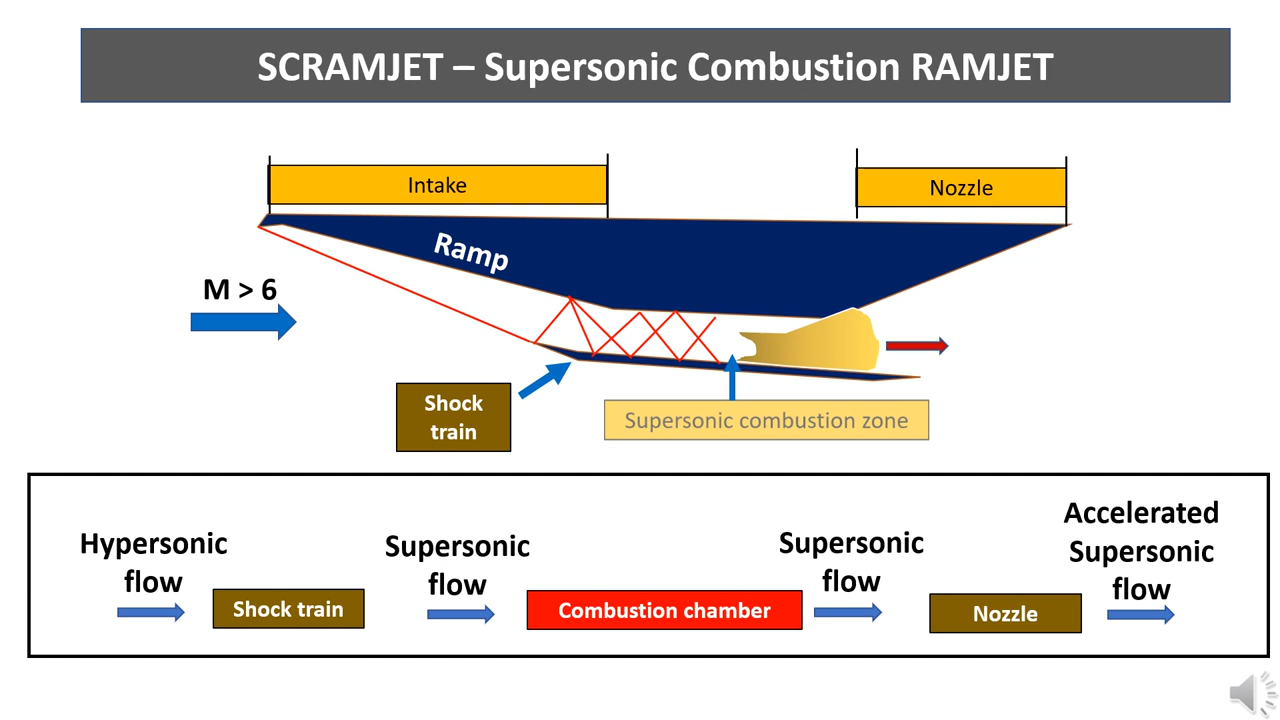 SCRAMJET – Supersonic Combustion RAMJET
Intake
Nozzle
Ramp
M > 6
Shock
train
Supersonic combustion zone
Hypersonic
flow
Shock train
Supersonic
flow
Combustion chamber
Supersonic
flow
Nozzle
Accelerated
Supersonic
flow